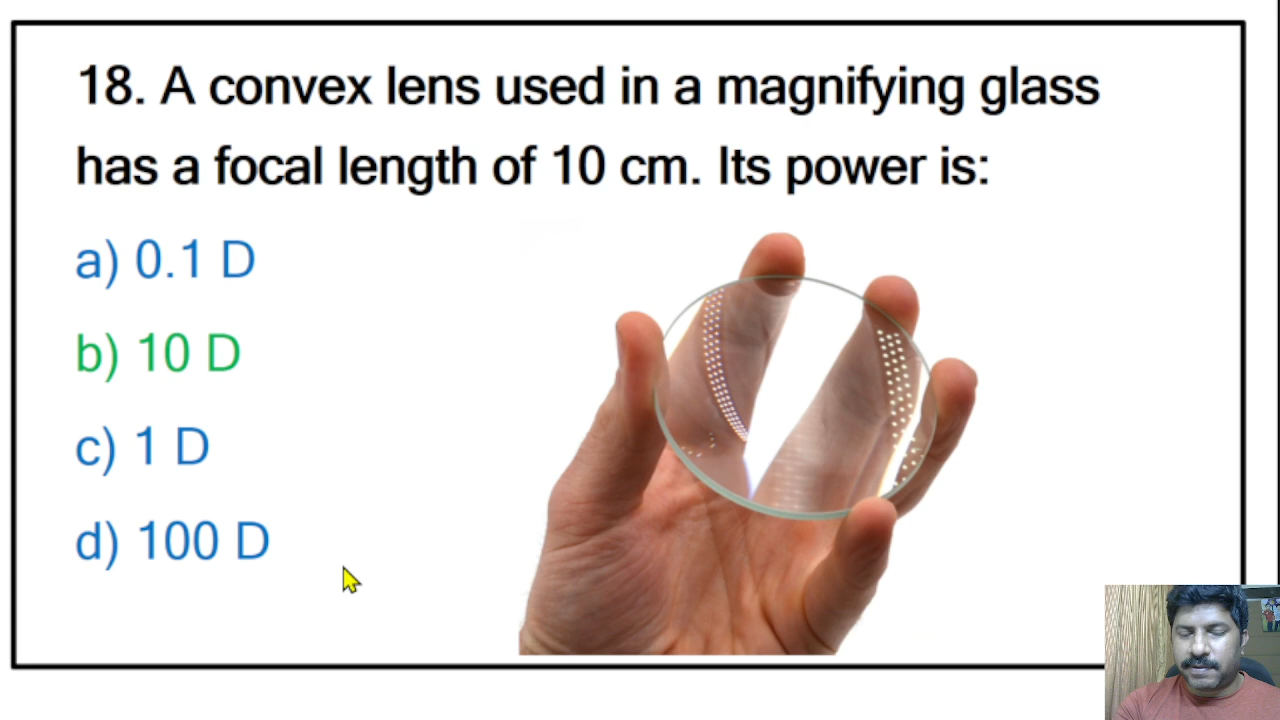 18. A convex lens used in a magnifying glass
has a focal length of 10 cm. Its power is:
a) 0.1 D
b) 10 D
c) 1 D
d) 100 D